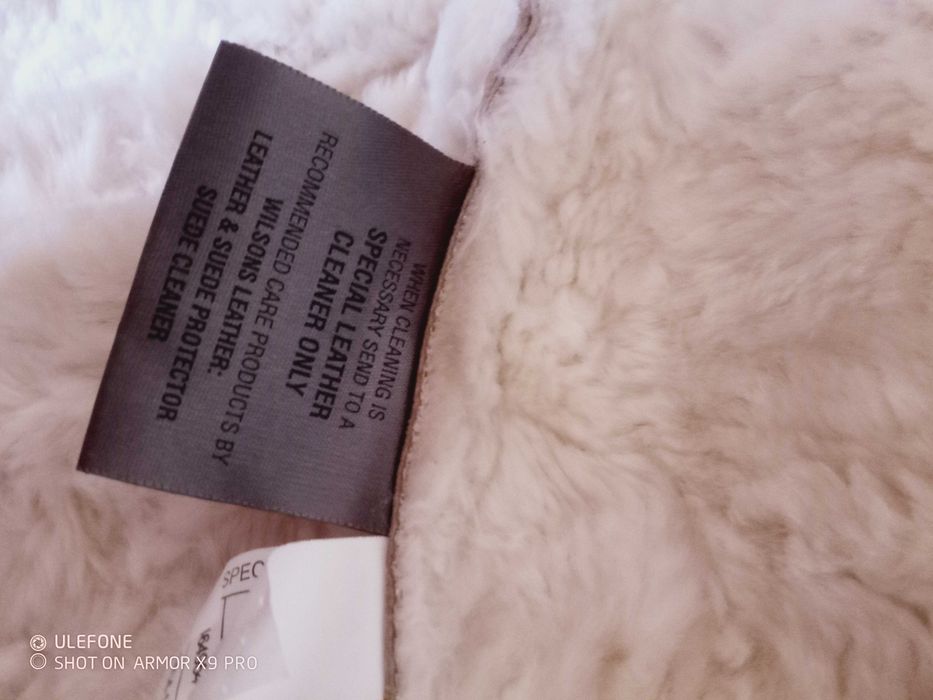 WHEN CLEANING IS
NECESSARY SEND TO A
SPECIAL LEATHER
CLEANER ONLY
RECOMMENDED CARE PRODUCTS BY
WILSONS LEATHER:
LEATHER & SUEDE PROTECTOR
SUEDE CLEANER
SPEC
ULEFONE
SHOT ON ARMOR X9 PRO